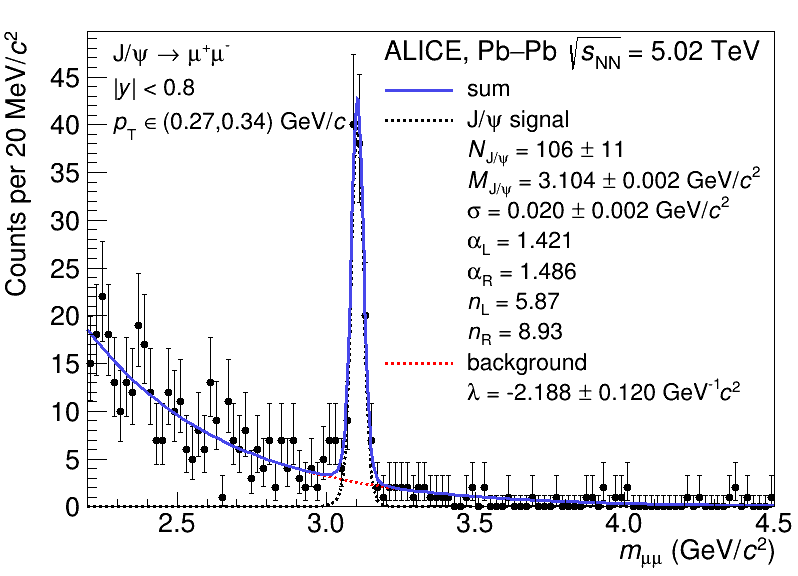 J/ψ → μ⁺μ⁻
|y| < 0.8
p_T ∈ (0.27,0.34) GeV/c
ALICE, Pb–Pb √s_NN = 5.02 TeV
sum
J/ψ signal
N_J/ψ = 106 ± 11
M_J/ψ = 3.104 ± 0.002 GeV/c²
σ = 0.020 ± 0.002 GeV/c²
α_L = 1.421
α_R = 1.486
n_L = 5.87
n_R = 8.93
background
λ = -2.188 ± 0.120 GeV⁻¹c²
Counts per 20 MeV/c²
45
40
35
30
25
20
15
10
5
0
2.5 3.0 3.5 4.0 4.5
m_μμ (GeV/c²)